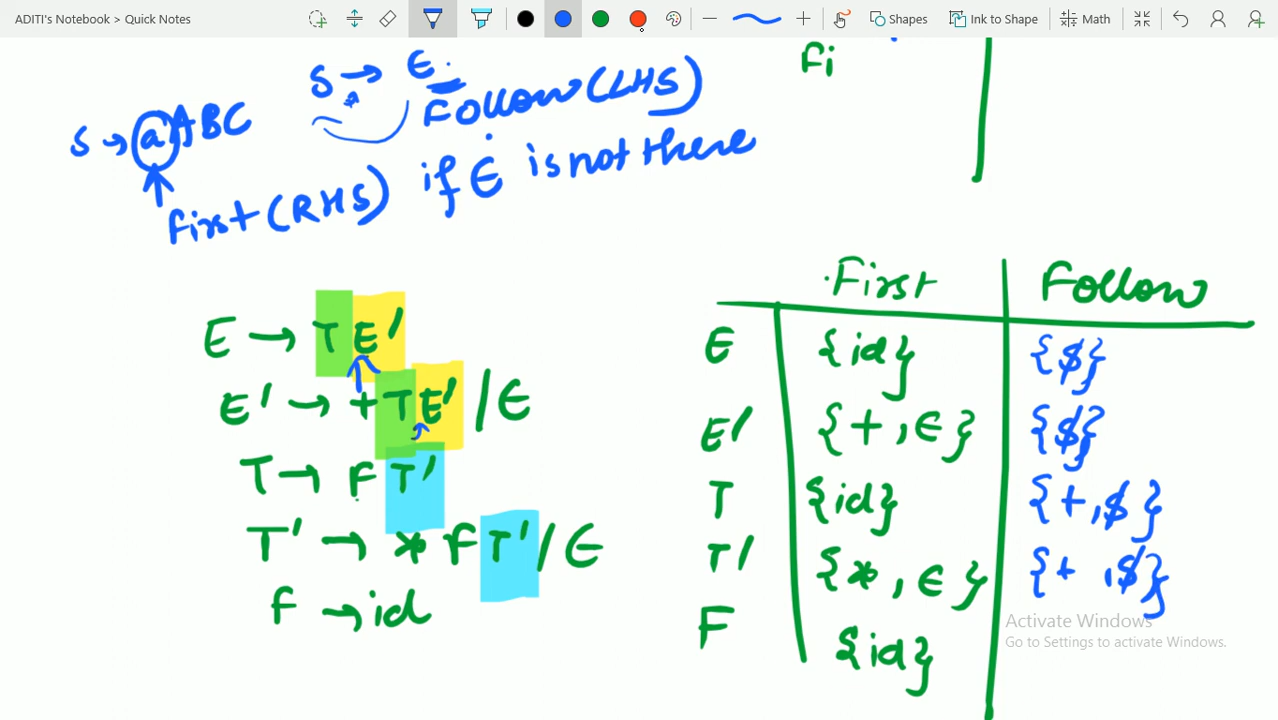 ADITI's Notebook > Quick Notes
Shapes
Ink to Shape
Math
Fi
S → ∈.
Follow(LHS)
S → aABC
First(RHS) if ∈ is not there
First Follow
E → TE'
E' → +TE' / ∈
T → FT'
T' → *FT' / ∈
F → id
E {id} {$}
E' {+, ∈} {$}
T {id} {+, $}
T' {*, ∈} {+, $}
F {id}
Activate Windows
Go to Settings to activate Windows.